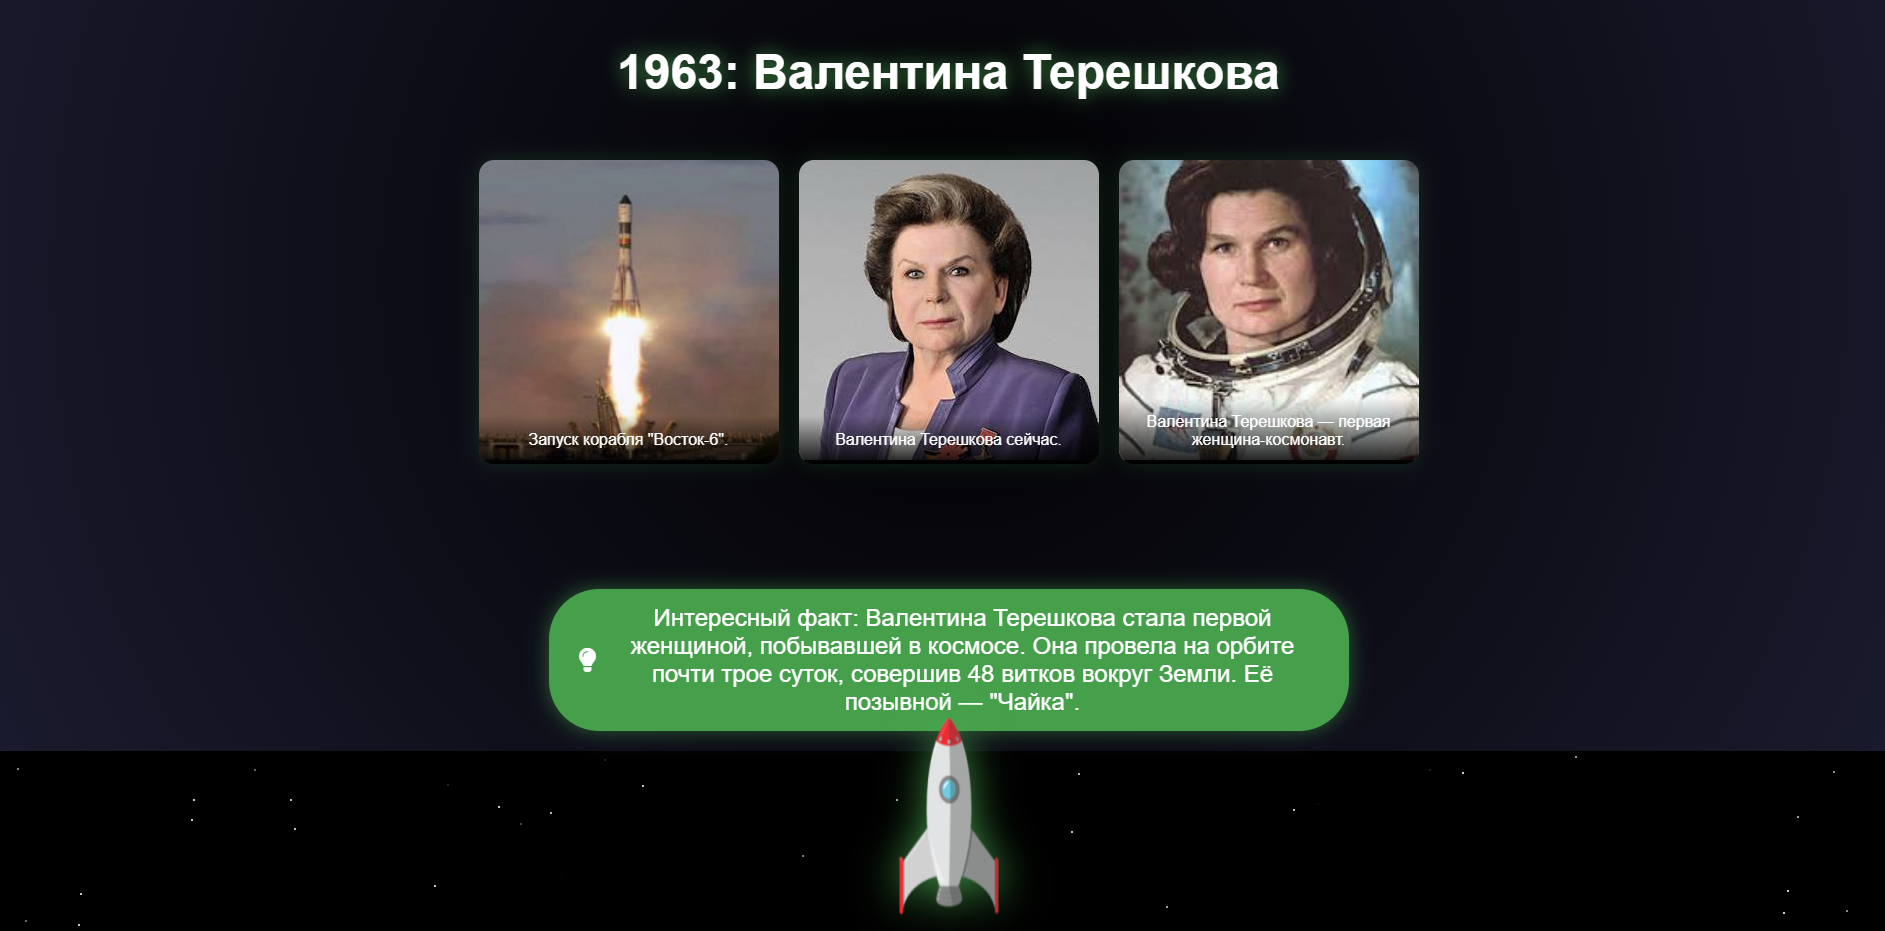 1963: Валентина Терешкова
Запуск корабля "Восток-6".
Валентина Терешкова сейчас.
Валентина Терешкова — первая
женщина-космонавт.
Интересный факт: Валентина Терешкова стала первой
женщиной, побывавшей в космосе. Она провела на орбите
почти трое суток, совершив 48 витков вокруг Земли. Её
позывной — "Чайка".